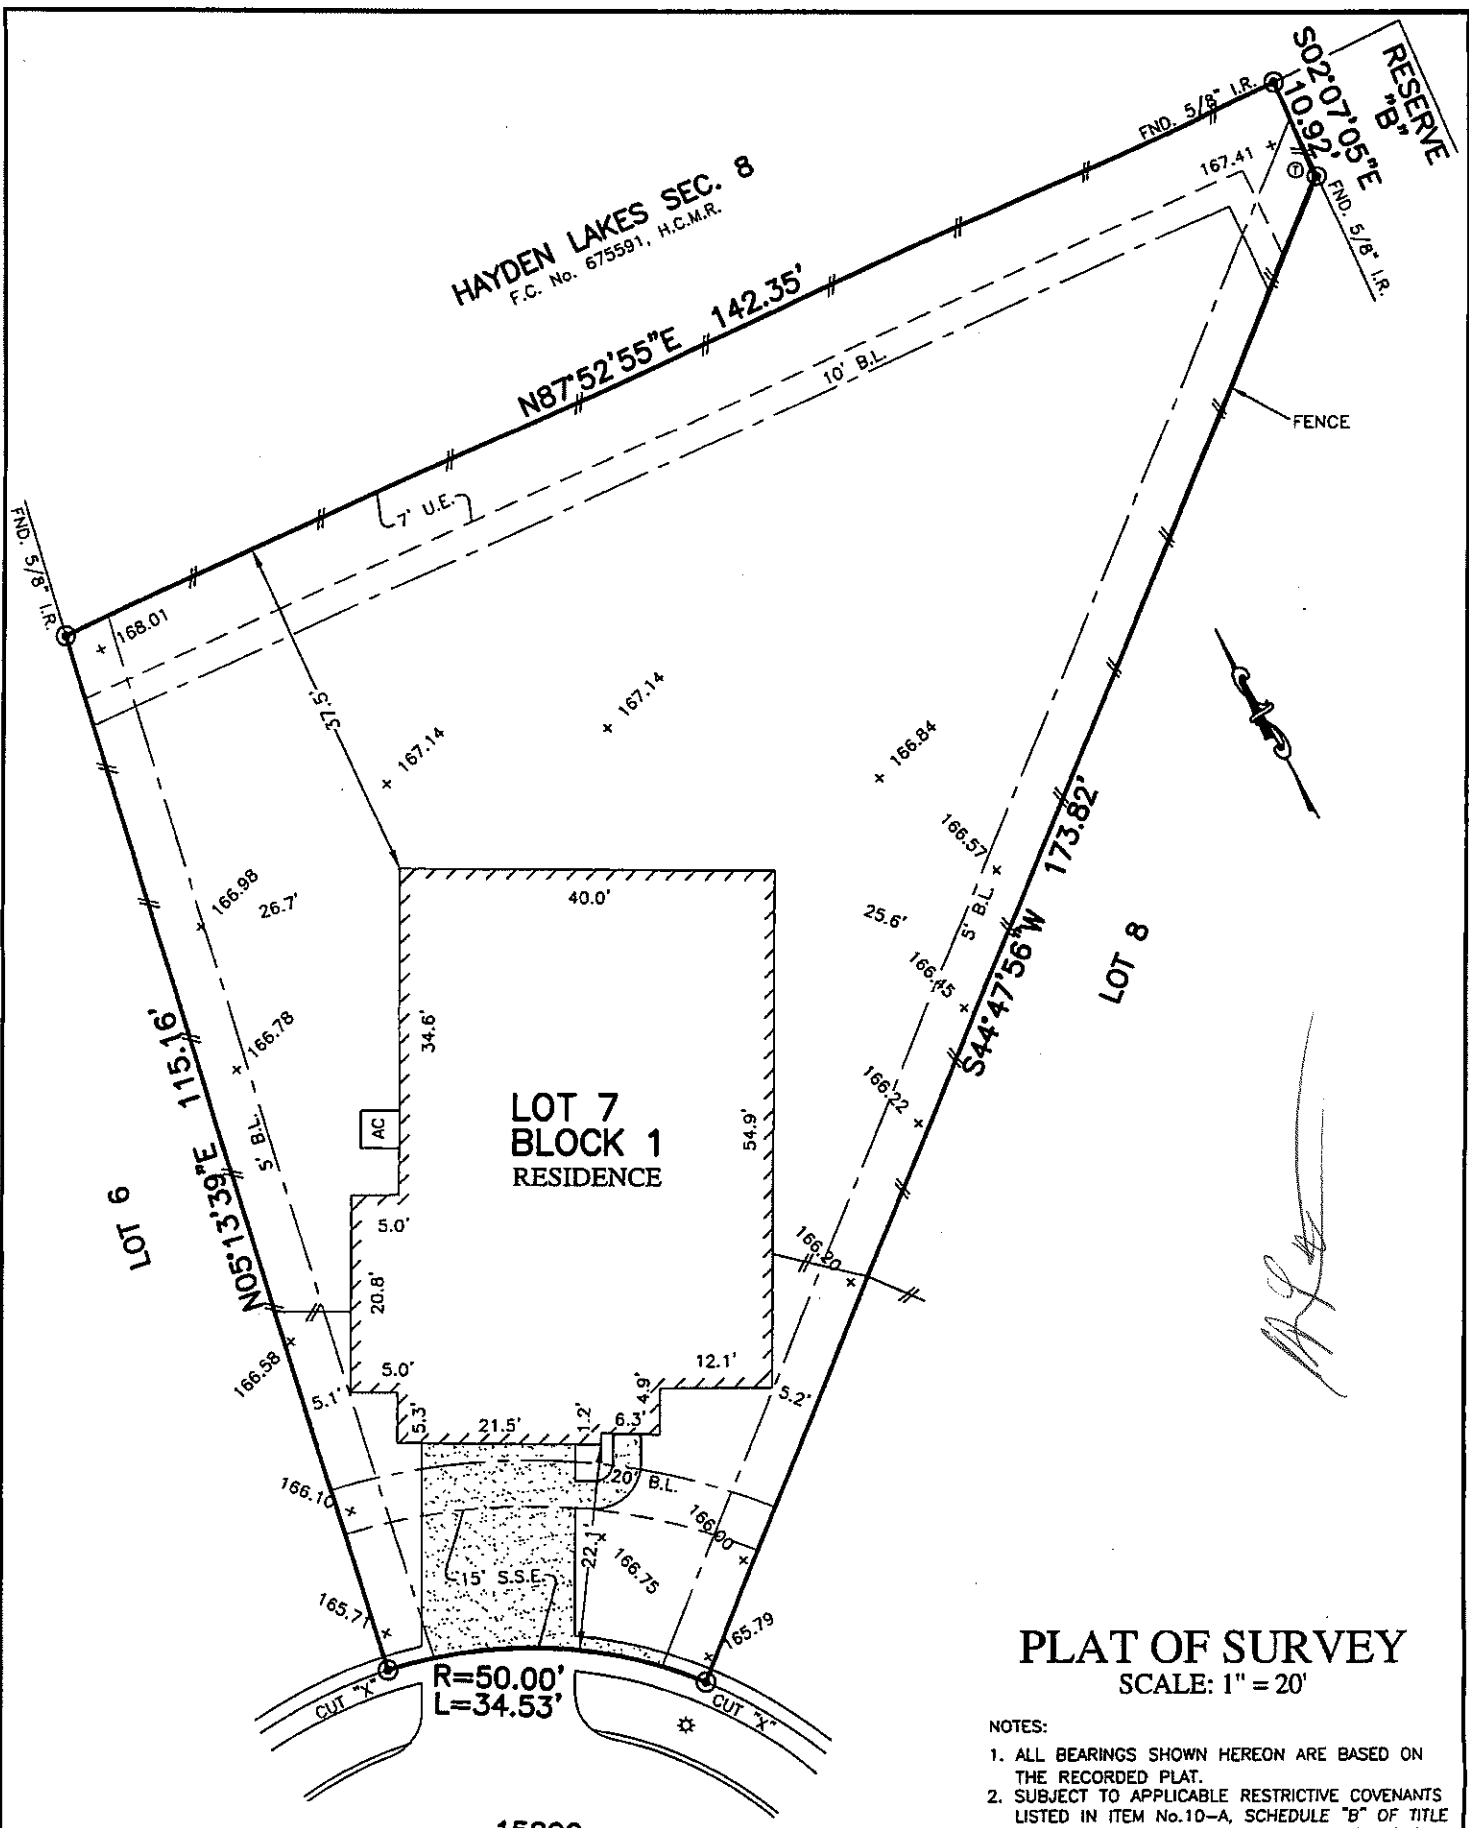 S02°07'05"E
10.92'
RESERVE
"B"
FND. 5/8" I.R.
167.41
T
FND. 5/8" I.R.
HAYDEN LAKES SEC. 8
F.C. No. 675591, H.C.M.R.
N87°52'55"E 142.35'
10' B.L.
FENCE
7' U.E.
FND. 5/8" I.R.
168.01
37.5'
167.14
167.14
166.84
166.57
166.98
26.7'
40.0'
25.6'
5' B.L.
S44°47'56"W 173.82'
LOT 8
166.45
34.6'
166.78
N05°13'39"E 115.16'
5' B.L.
AC
LOT 7
BLOCK 1
RESIDENCE
54.9'
166.22
LOT 6
5.0'
20.8'
166.20
166.58
5.0'
5.1'
12.1'
4.9'
5.2'
5.3'
21.5'
1.2'
6.3'
20' B.L.
166.10
166.00
22.1'
166.75
15' S.S.E.
165.71
165.79
R=50.00'
L=34.53'
CUT "X"
CUT "X"
PLAT OF SURVEY
SCALE: 1" = 20'
NOTES:
1. ALL BEARINGS SHOWN HEREON ARE BASED ON
THE RECORDED PLAT.
2. SUBJECT TO APPLICABLE RESTRICTIVE COVENANTS
LISTED IN ITEM No.10-A, SCHEDULE "B" OF TITLE